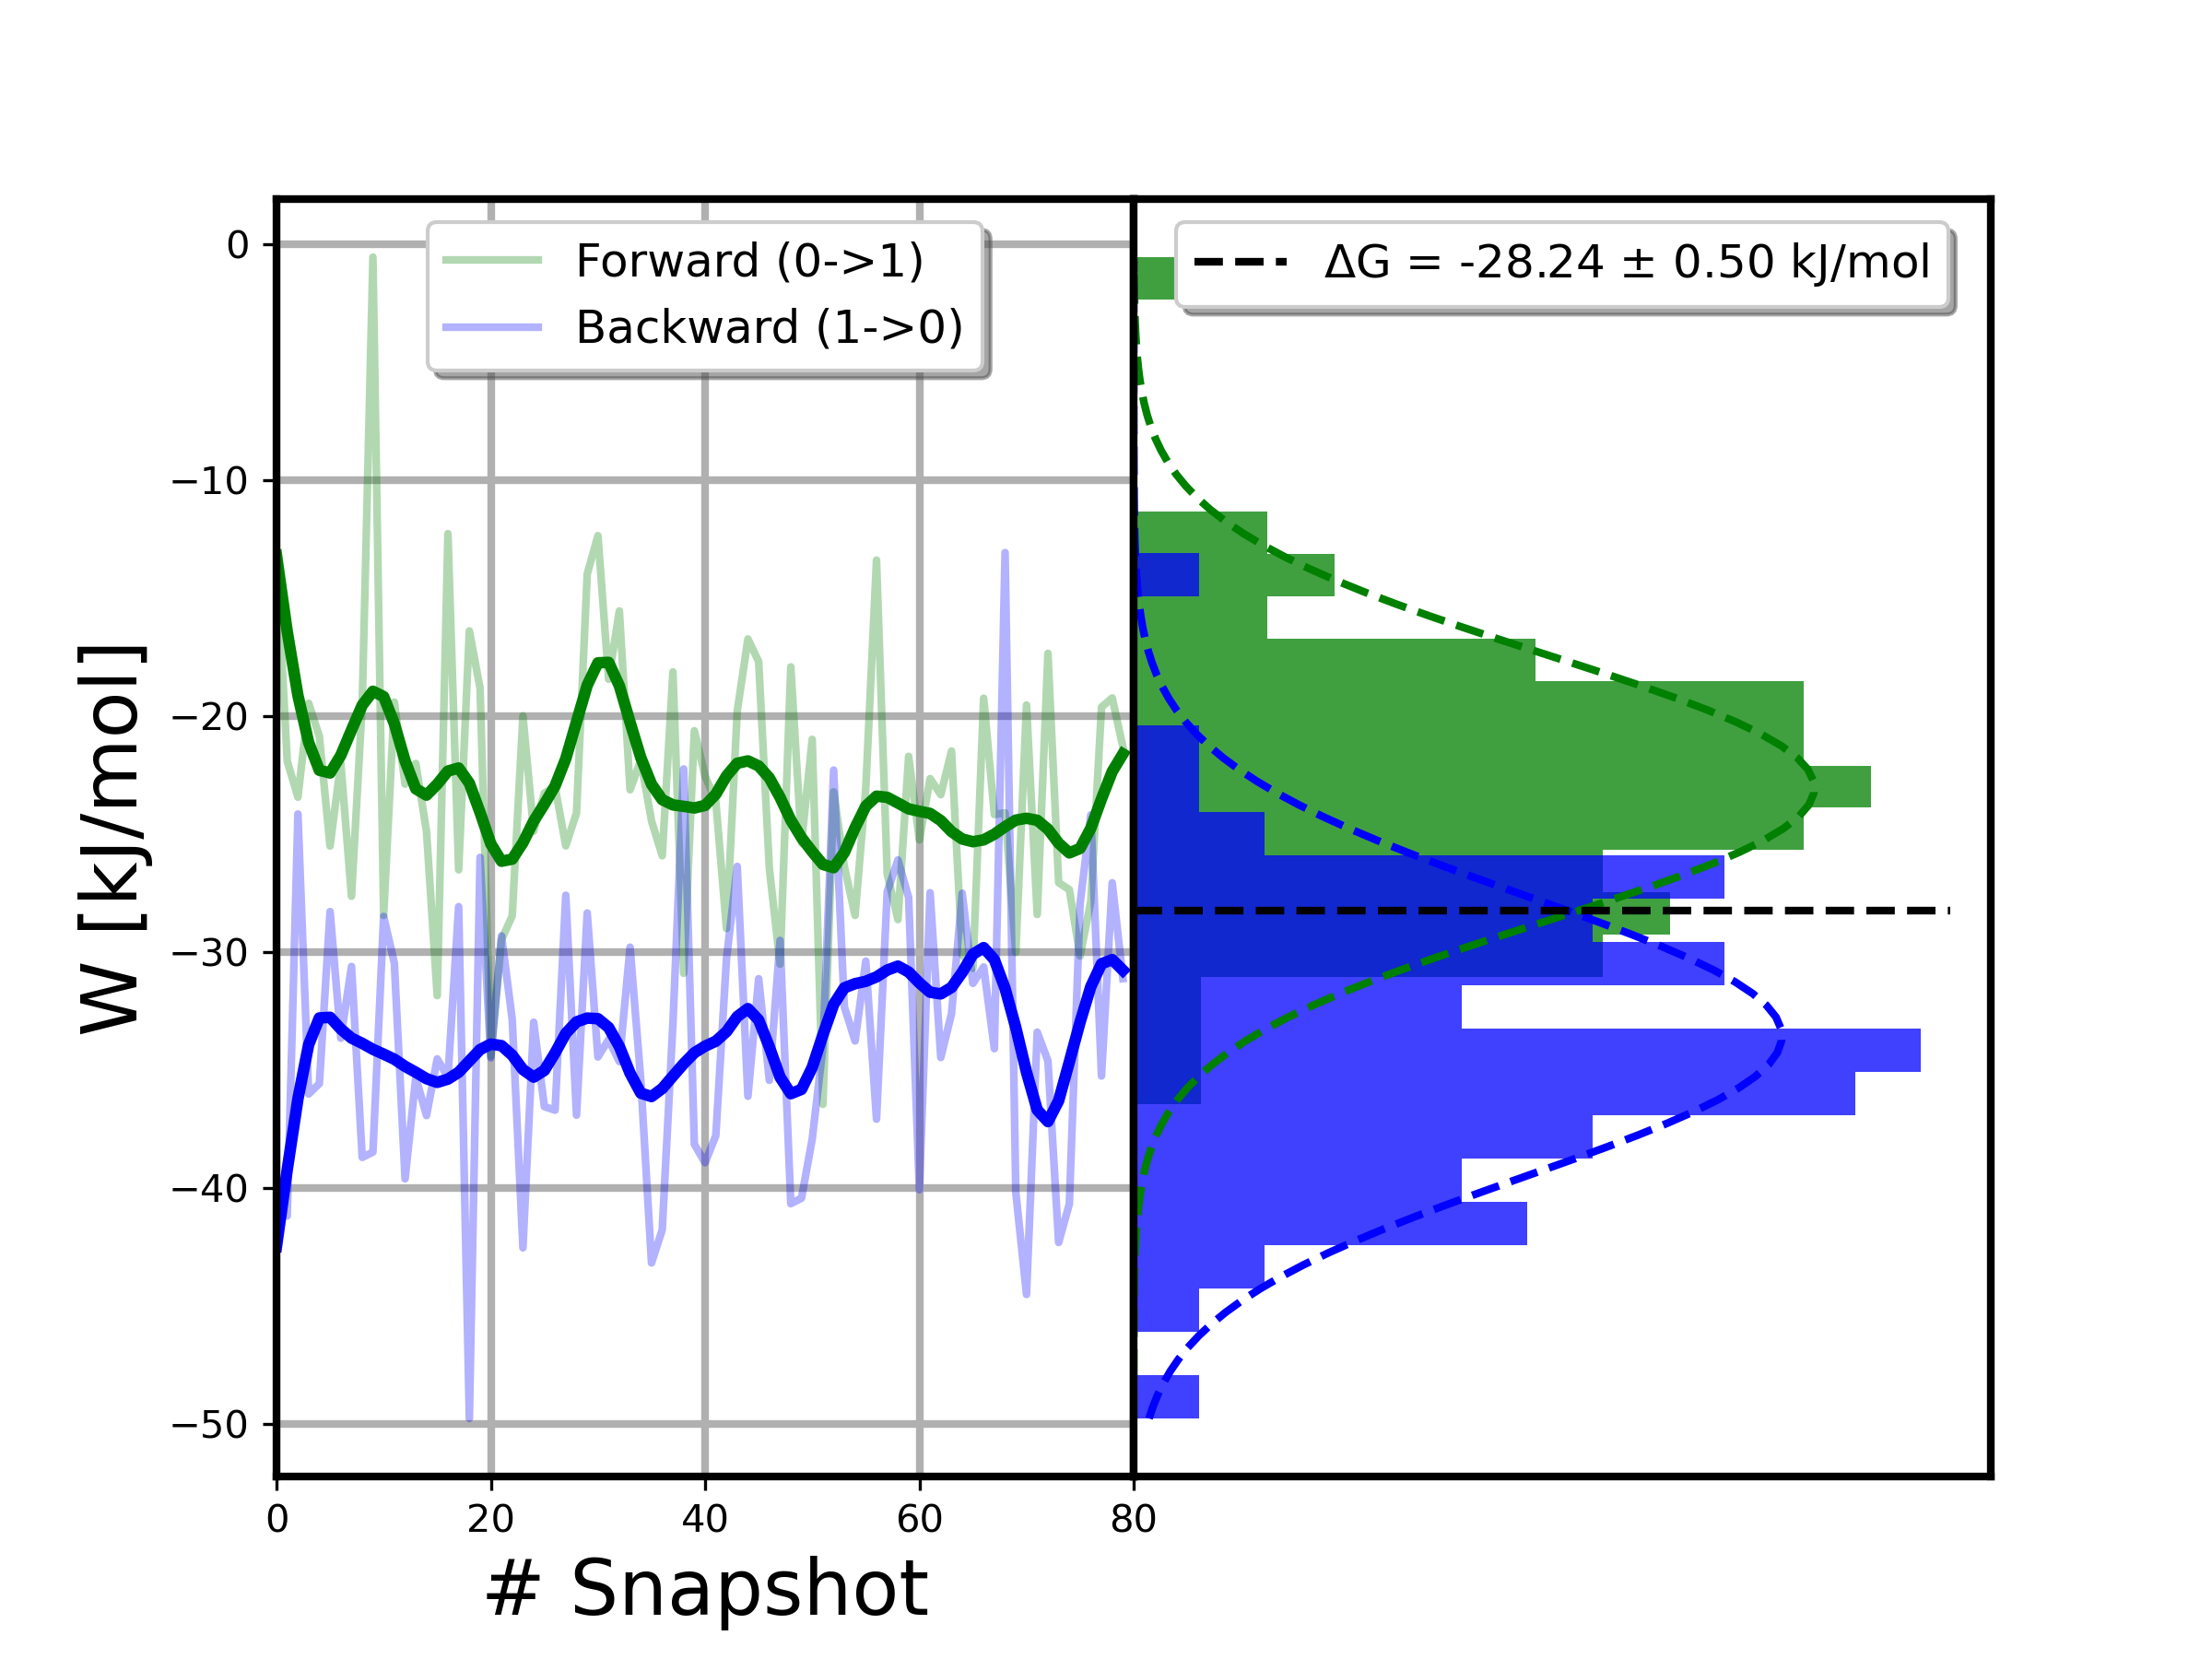 Forward (0->1)
Backward (1->0)
ΔG = -28.24 ± 0.50 kJ/mol
W [kJ/mol]
0
−10
−20
−30
−40
−50
0
20
40
60
80
# Snapshot